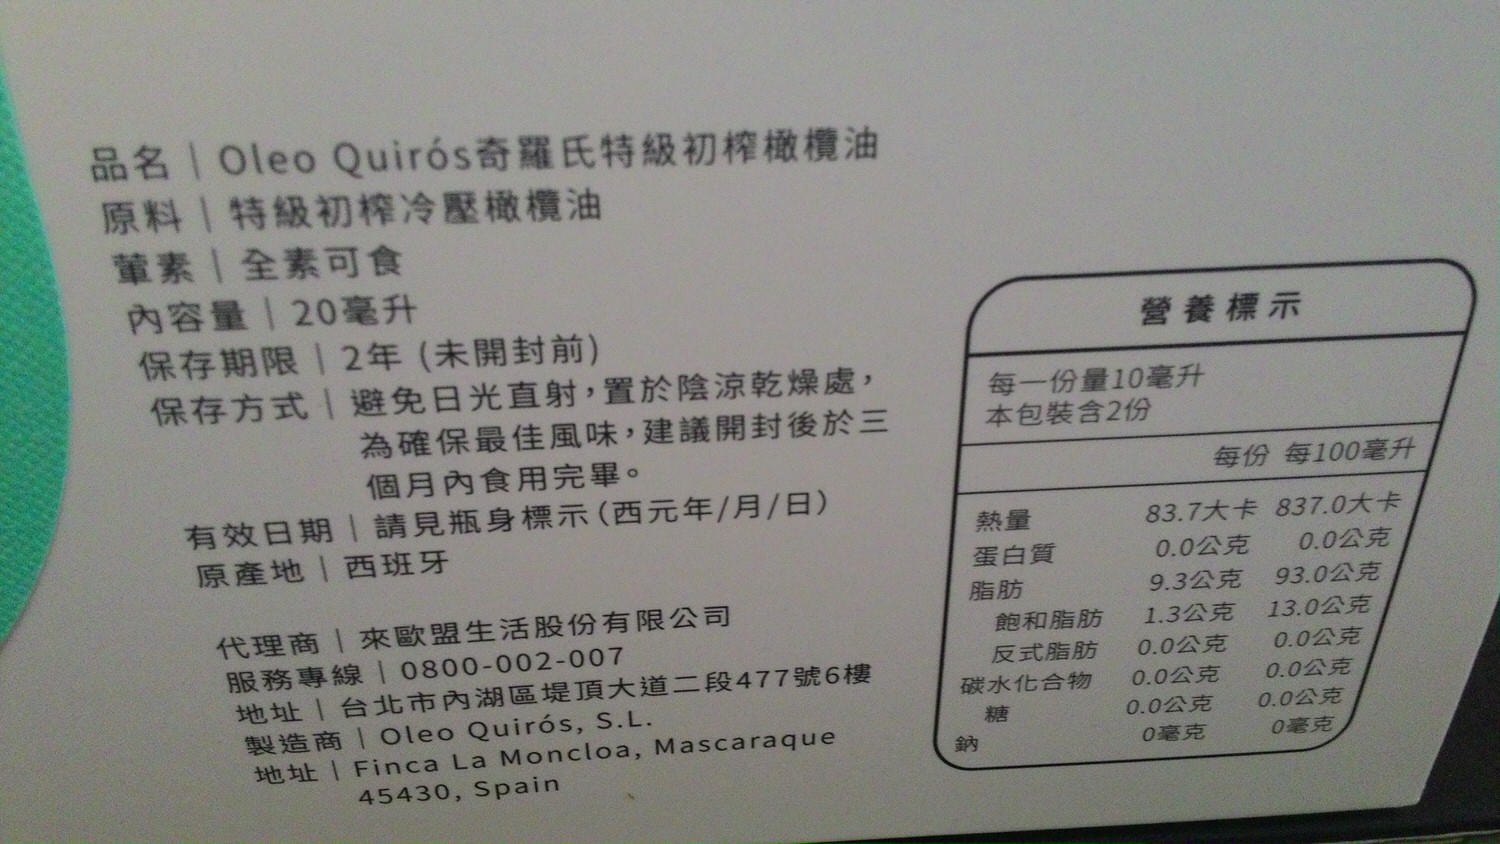 品名｜Oleo Quirós奇羅氏特級初榨橄欖油
原料｜特級初榨冷壓橄欖油
葷素｜全素可食
內容量｜20毫升
保存期限｜2年 (未開封前)
保存方式｜避免日光直射，置於陰涼乾燥處，
為確保最佳風味，建議開封後於三
個月內食用完畢。
有效日期｜請見瓶身標示（西元年/月/日）
原產地｜西班牙
代理商｜來歐盟生活股份有限公司
服務專線｜0800-002-007
地址｜台北市內湖區堤頂大道二段477號6樓
製造商｜Oleo Quirós, S.L.
地址｜Finca La Moncloa, Mascaraque
45430, Spain
營養標示
每一份量10毫升
本包裝含2份
每份 每100毫升
熱量 83.7大卡 837.0大卡
蛋白質 0.0公克 0.0公克
脂肪 9.3公克 93.0公克
飽和脂肪 1.3公克 13.0公克
反式脂肪 0.0公克 0.0公克
碳水化合物 0.0公克 0.0公克
糖 0.0公克 0.0公克
鈉 0毫克 0毫克